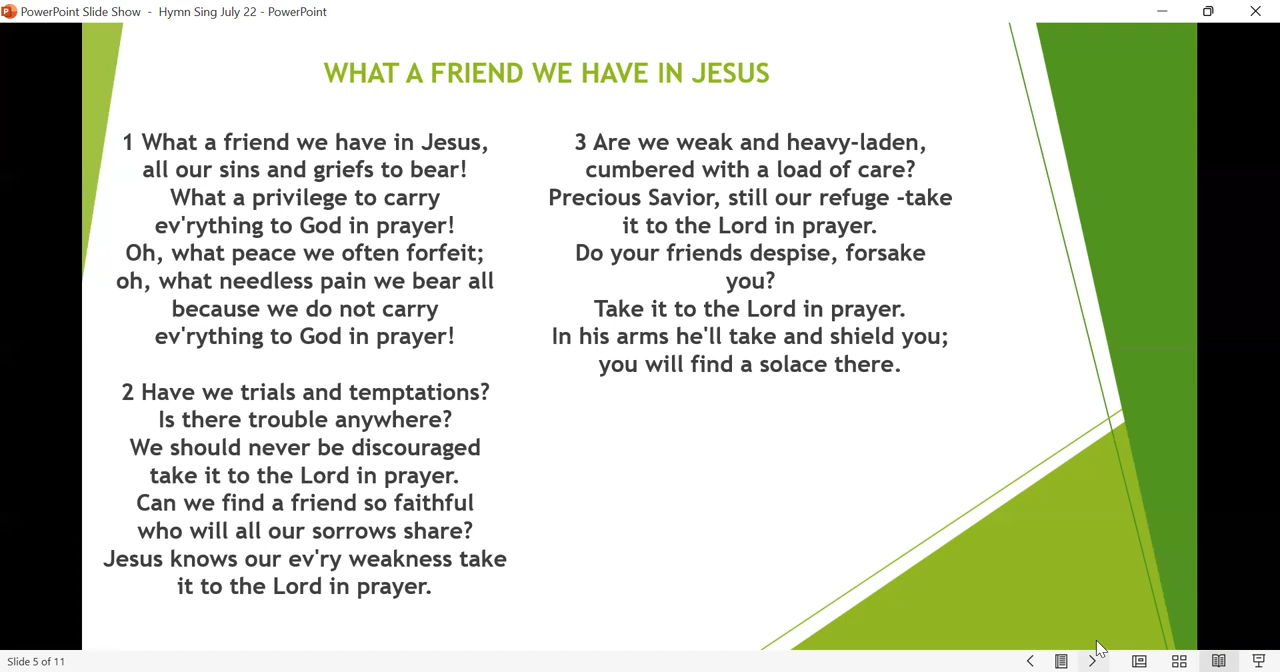 PowerPoint Slide Show - Hymn Sing July 22 - PowerPoint
WHAT A FRIEND WE HAVE IN JESUS
1 What a friend we have in Jesus,
all our sins and griefs to bear!
What a privilege to carry
ev'rything to God in prayer!
Oh, what peace we often forfeit;
oh, what needless pain we bear all
because we do not carry
ev'rything to God in prayer!
2 Have we trials and temptations?
Is there trouble anywhere?
We should never be discouraged
take it to the Lord in prayer.
Can we find a friend so faithful
who will all our sorrows share?
Jesus knows our ev'ry weakness take
it to the Lord in prayer.
3 Are we weak and heavy-laden,
cumbered with a load of care?
Precious Savior, still our refuge -take
it to the Lord in prayer.
Do your friends despise, forsake
you?
Take it to the Lord in prayer.
In his arms he'll take and shield you;
you will find a solace there.
Slide 5 of 11